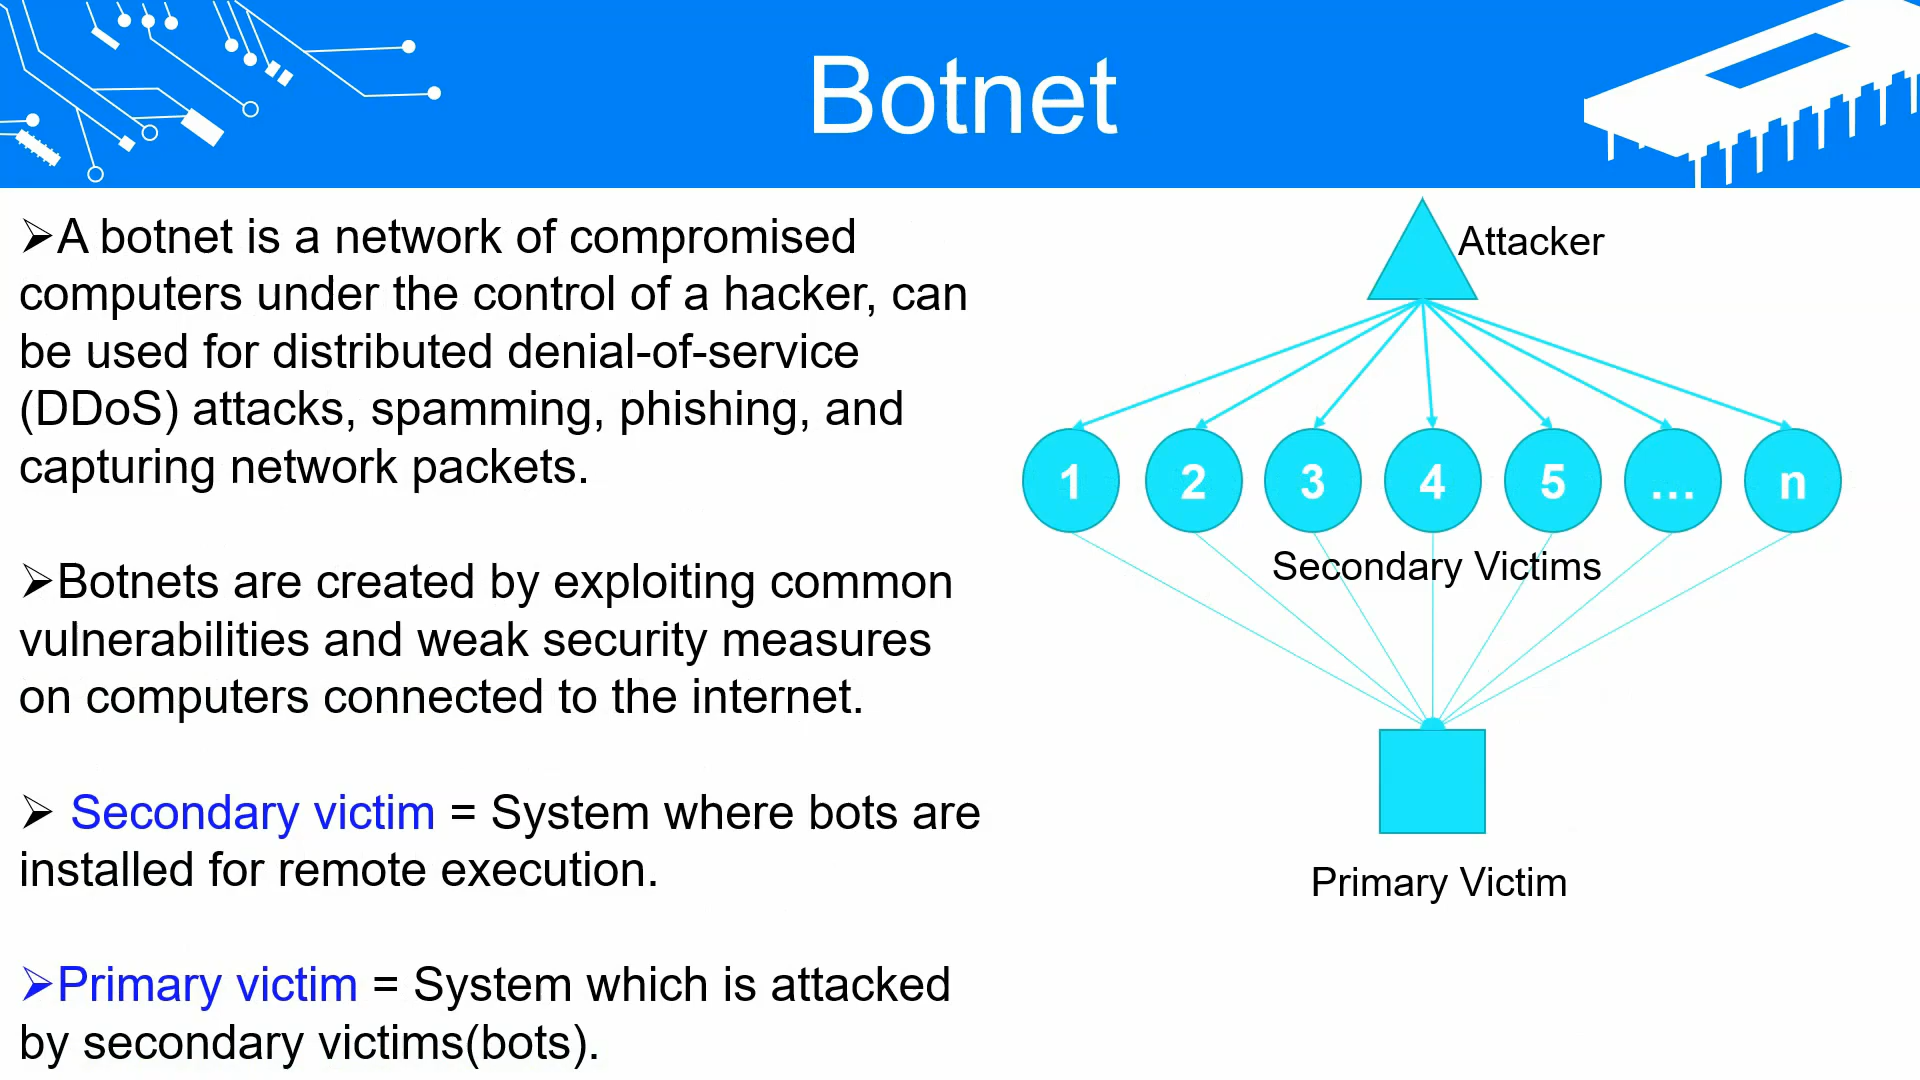 Botnet
➢A botnet is a network of compromised
computers under the control of a hacker, can
be used for distributed denial-of-service
(DDoS) attacks, spamming, phishing, and
capturing network packets.
➢Botnets are created by exploiting common
vulnerabilities and weak security measures
on computers connected to the internet.
➢ Secondary victim = System where bots are
installed for remote execution.
➢Primary victim = System which is attacked
by secondary victims(bots).
Attacker
1 2 3 4 5 ... n
Secondary Victims
Primary Victim